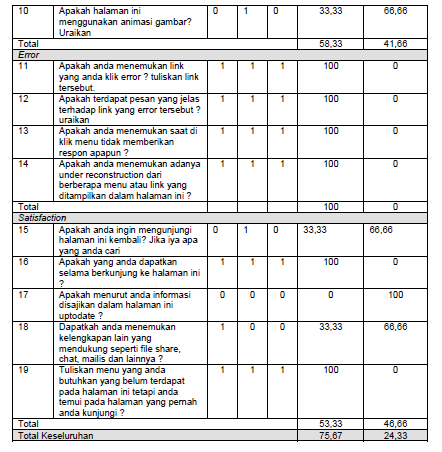 10 Apakah halaman ini 0 1 0 33,33 66,66
menggunakan animasi gambar?
Uraikan
Total 58,33 41,66
Error
11 Apakah anda menemukan link 1 1 1 100 0
yang anda klik error ? tuliskan link
tersebut.
12 Apakah terdapat pesan yang jelas 1 1 1 100 0
terhadap link yang error tersebut ?
uraikan
13 Apakah anda menemukan saat di 1 1 1 100 0
klik menu tidak memberikan
respon apapun ?
14 Apakah anda menemukan adanya 1 1 1 100 0
under reconstruction dari
berberapa menu atau link yang
ditampilkan dalam halaman ini ?
Total 100 0
Satisfaction
15 Apakah anda ingin mengunjungi 0 1 0 33,33 66,66
halaman ini kembali? Jika iya apa
yang anda cari
16 Apakah yang anda dapatkan 1 1 1 100 0
selama berkunjung ke halaman ini
?
17 Apakah menurut anda informasi 0 0 0 0 100
disajikan dalam halaman ini
uptodate ?
18 Dapatkah anda menemukan 1 0 0 33,33 66,66
kelengkapan lain yang
mendukung seperti file share,
chat, mailis dan lainnya ?
19 Tuliskan menu yang anda 1 1 1 100 0
butuhkan yang belum terdapat
pada halaman ini tetapi anda
temui pada halaman yang pernah
anda kunjungi ?
Total 53,33 46,66
Total Keseluruhan 75,67 24,33